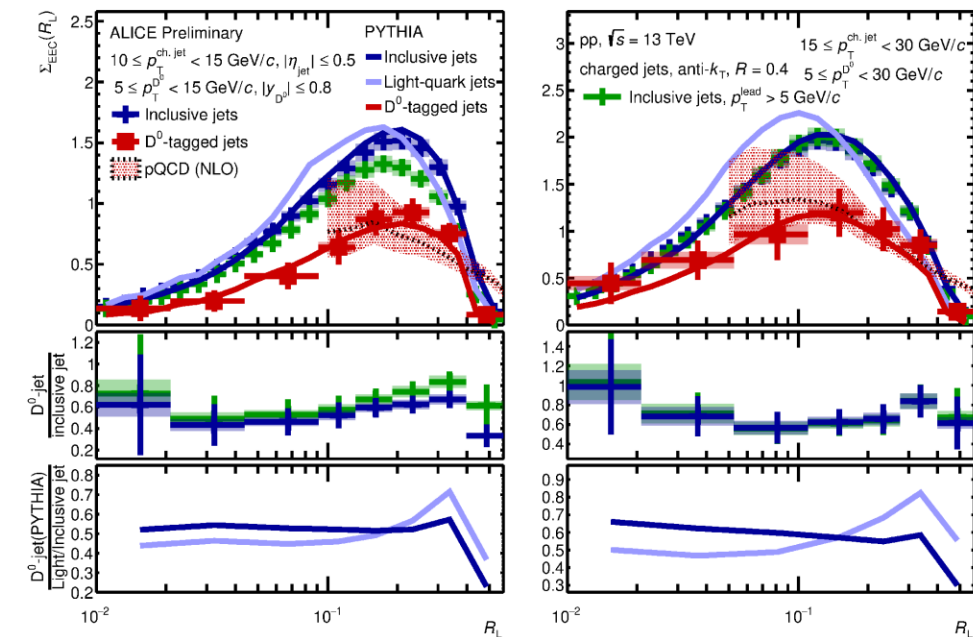 Σ_EEC(R_L)
2.5
2
1.5
1
0.5
0
ALICE Preliminary
10 ≤ p_T^ch. jet < 15 GeV/c, |η_jet| ≤ 0.5
5 ≤ p_T^D⁰ < 15 GeV/c, |y_D⁰| ≤ 0.8
Inclusive jets
D⁰-tagged jets
pQCD (NLO)
PYTHIA
Inclusive jets
Light-quark jets
D⁰-tagged jets
3
2.5
2
1.5
1
0.5
0
pp, √s = 13 TeV
charged jets, anti-k_T, R = 0.4
Inclusive jets, p_T^lead > 5 GeV/c
15 ≤ p_T^ch. jet < 30 GeV/c
5 ≤ p_T^D⁰ < 30 GeV/c
D⁰-jet
inclusive jet
1.2
1
0.8
0.6
0.4
0.2
1.4
1.2
1
0.8
0.6
0.4
D⁰-jet(PYTHIA)
Light/Inclusive jet
0.8
0.7
0.6
0.5
0.4
0.3
0.2
0.9
0.8
0.7
0.6
0.5
0.4
0.3
10⁻² 10⁻¹ R_L
10⁻² 10⁻¹ R_L